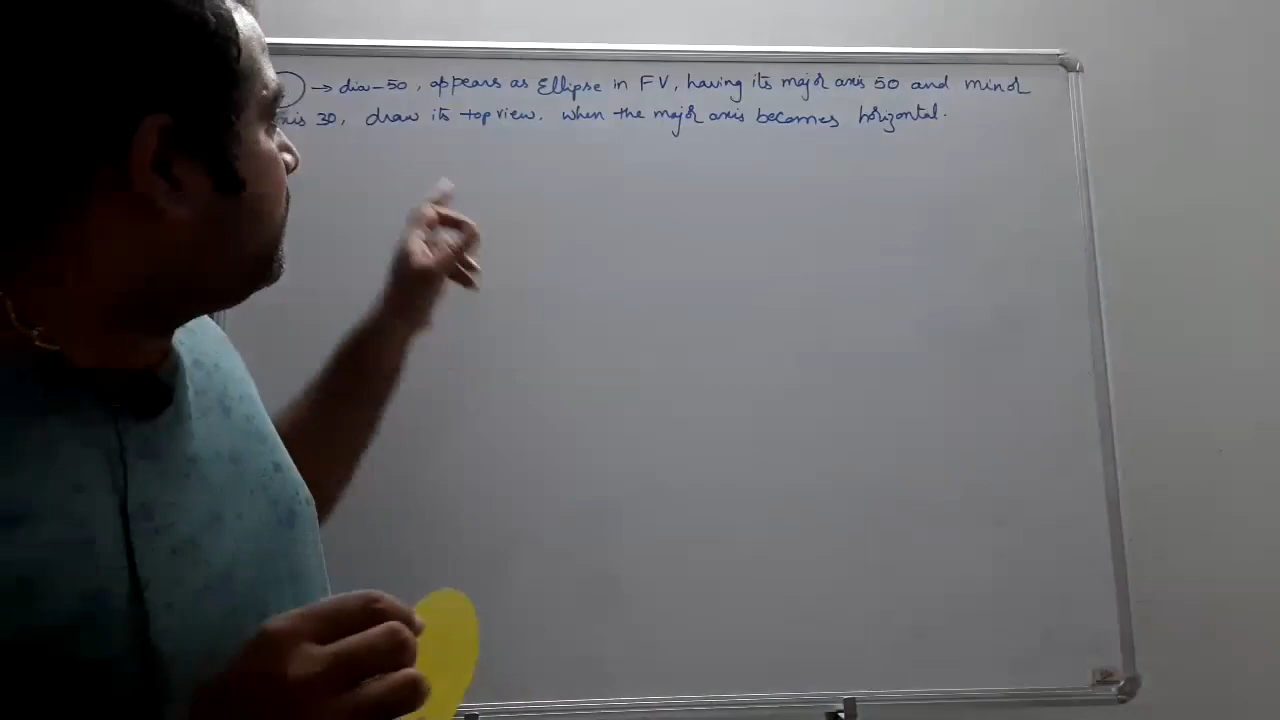 → dia-50, appears as Ellipse in FV, having its major axis 50 and minor
30, draw its top view. when the major axis becomes horizontal.